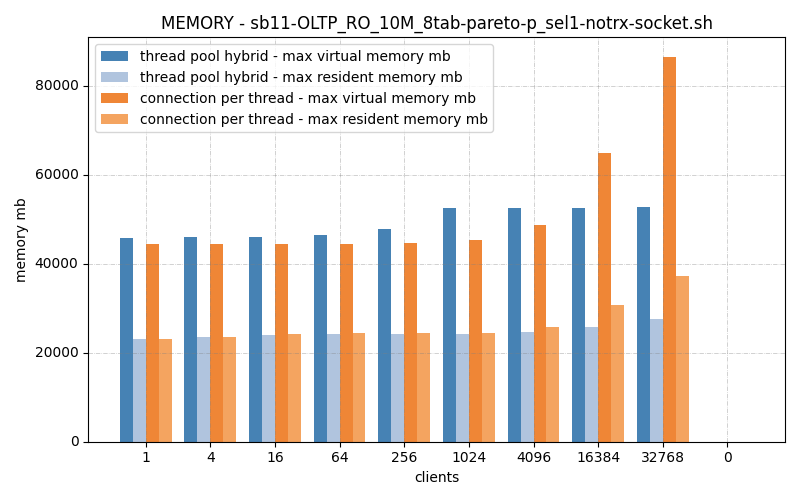 MEMORY - sb11-OLTP_RO_10M_8tab-pareto-p_sel1-notrx-socket.sh
thread pool hybrid - max virtual memory mb
thread pool hybrid - max resident memory mb
connection per thread - max virtual memory mb
connection per thread - max resident memory mb
80000
60000
40000
20000
0
memory mb
1 4 16 64 256 1024 4096 16384 32768 0
clients